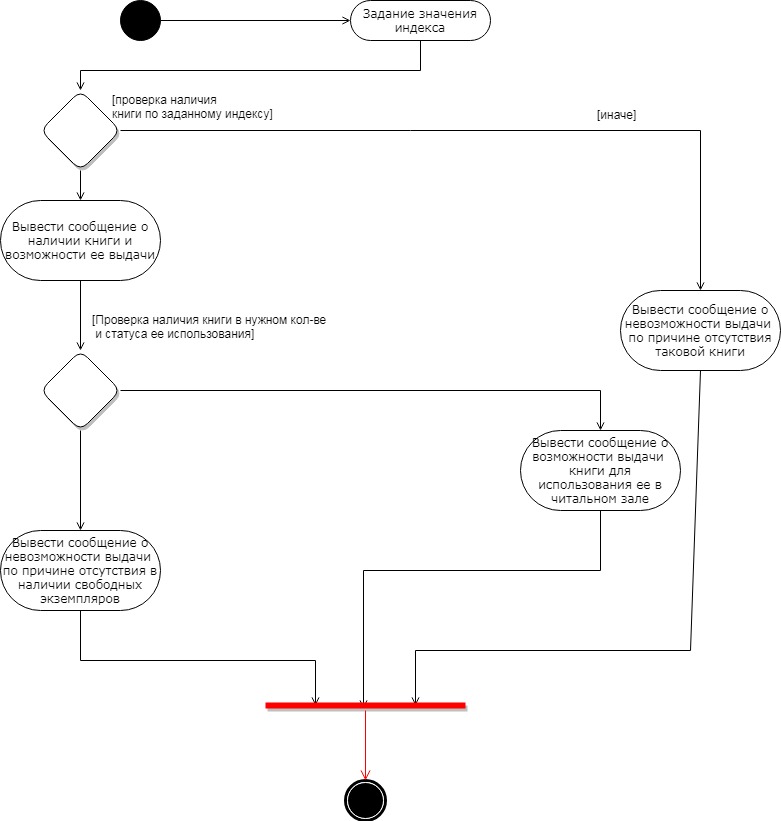 Задание значения
индекса
[проверка наличия
книги по заданному индексу]
[иначе]
Вывести сообщение о
наличии книги и
возможности ее выдачи
[Проверка наличия книги в нужном кол-ве
и статуса ее использования]
Вывести сообщение о
невозможности выдачи
по причине отсутствия
таковой книги
Вывести сообщение о
возможности выдачи
книги для
использования ее в
читальном зале
Вывести сообщение о
невозможности выдачи
по причине отсутствия в
наличии свободных
экземпляров